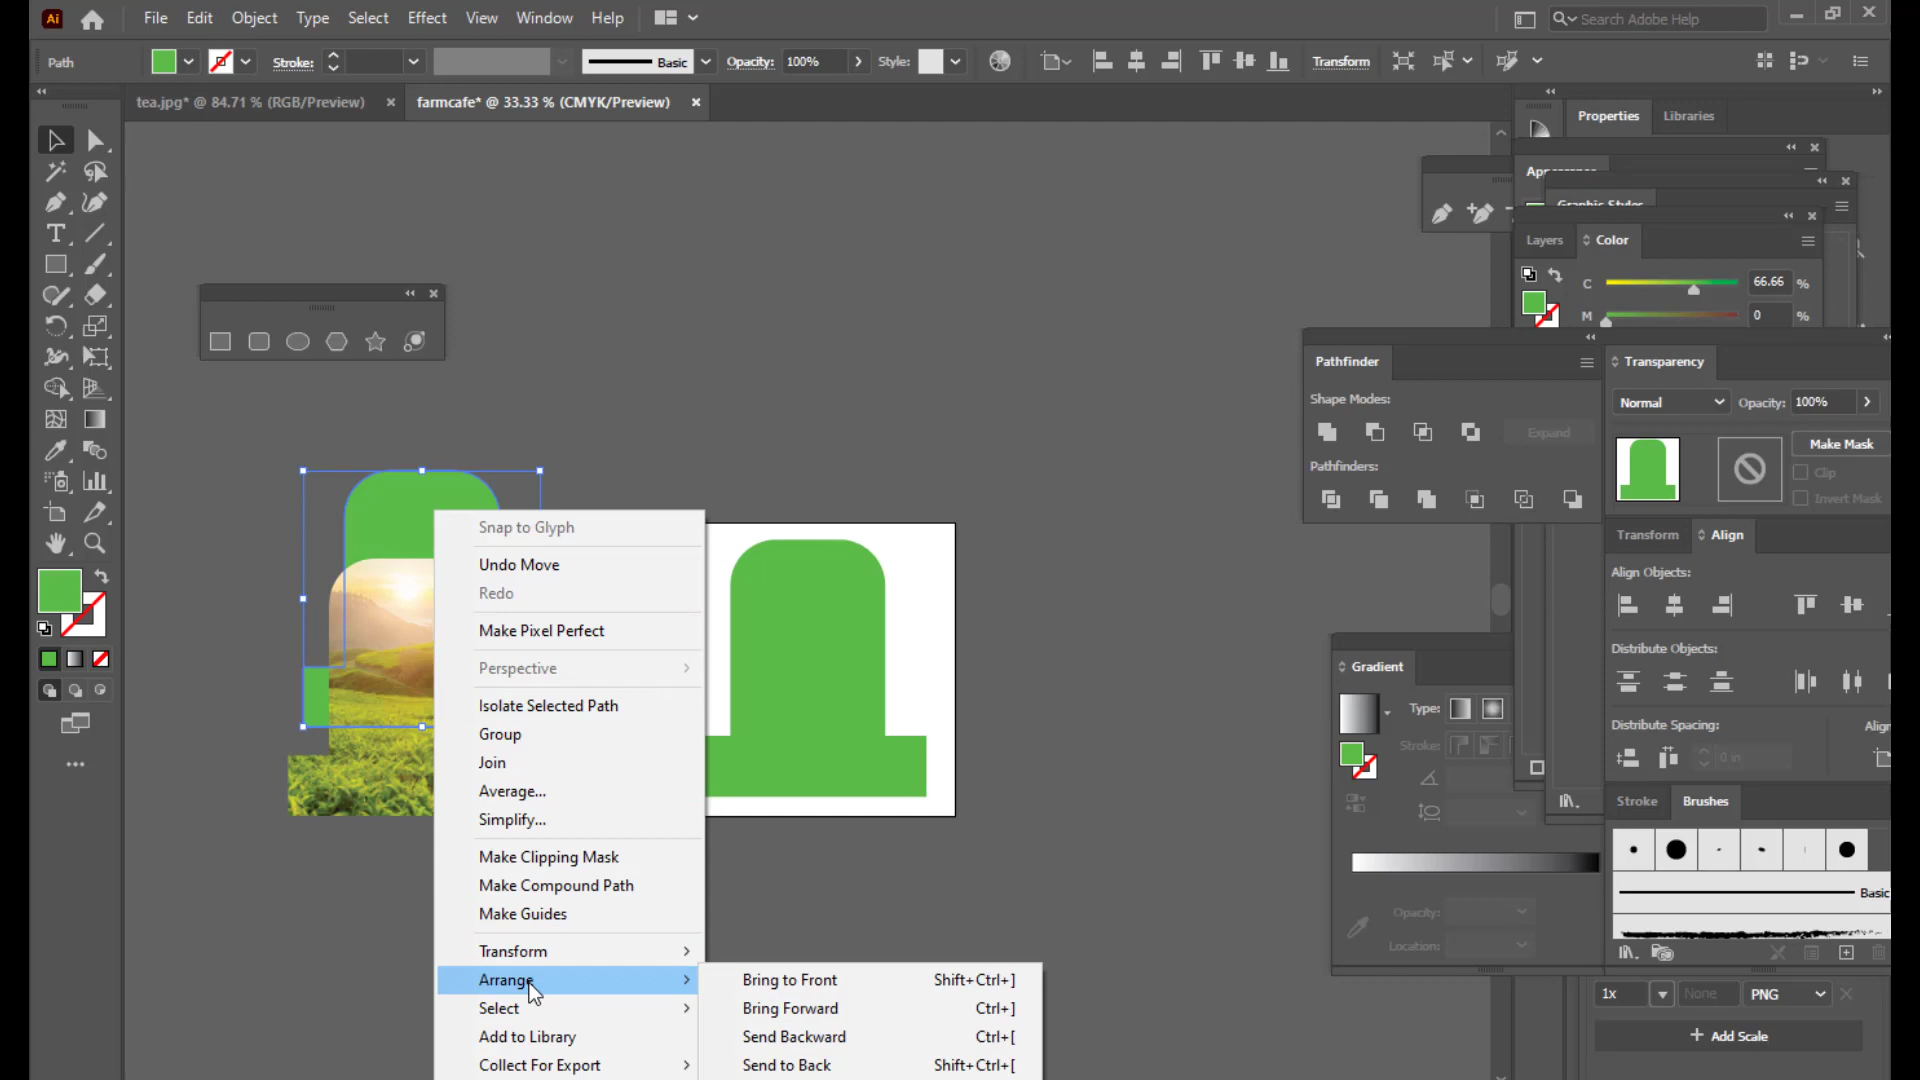 Ai File Edit Object Type Select Effect View Window Help Search Adobe Help
Path Stroke: Basic Opacity: 100% Style: Transform
tea.jpg* @ 84.71 % (RGB/Preview) farmcafe* @ 33.33 % (CMYK/Preview)
Properties Libraries
Appearance
Graphic Styles
Layers Color
C 66.66 %
M 0 %
Pathfinder
Shape Modes:
Expand
Pathfinders:
Transparency
Normal Opacity: 100%
Make Mask
Clip
Invert Mask
Transform Align
Align Objects:
Distribute Objects:
Distribute Spacing:
0 in
Gradient
Type:
Stroke:
Opacity:
Location:
Stroke Brushes
Basic
1x None PNG
Add Scale
Snap to Glyph
Undo Move
Redo
Make Pixel Perfect
Perspective
Isolate Selected Path
Group
Join
Average...
Simplify...
Make Clipping Mask
Make Compound Path
Make Guides
Transform
Arrange
Select
Add to Library
Collect For Export
Bring to Front Shift+Ctrl+]
Bring Forward Ctrl+]
Send Backward Ctrl+[
Send to Back Shift+Ctrl+[